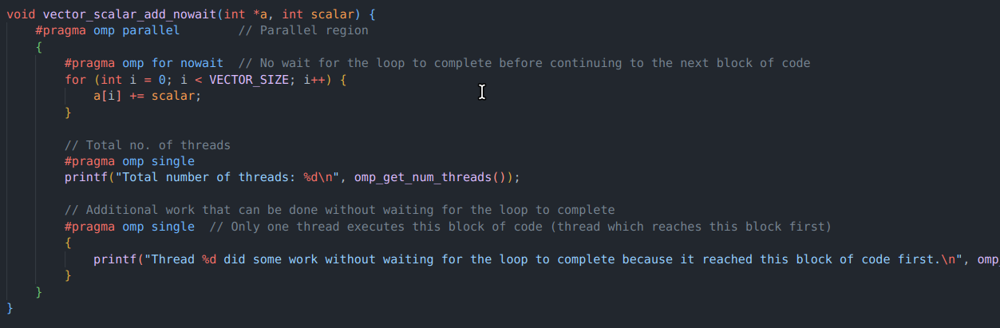 void vector_scalar_add_nowait(int *a, int scalar) {
    #pragma omp parallel        // Parallel region
    {
        #pragma omp for nowait  // No wait for the loop to complete before continuing to the next block of code
        for (int i = 0; i < VECTOR_SIZE; i++) {
            a[i] += scalar;
        }

        // Total no. of threads
        #pragma omp single
        printf("Total number of threads: %d\n", omp_get_num_threads());

        // Additional work that can be done without waiting for the loop to complete
        #pragma omp single  // Only one thread executes this block of code (thread which reaches this block first)
        {
            printf("Thread %d did some work without waiting for the loop to complete because it reached this block of code first.\n", omp
        }
    }
}